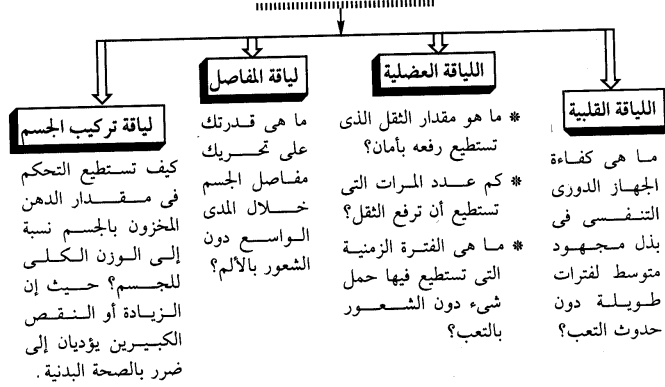 اللياقة القلبية
ما هى كفاءة
الجهاز الدورى
التنفسى فى
بذل مجهود
متوسط لفترات
طويلة دون
حدوث التعب؟
اللياقة العضلية
* ما هو مقدار الثقل الذى
تستطيع رفعه بأمان؟
* كم عدد المرات التى
تستطيع أن ترفع الثقل؟
* ما هى الفترة الزمنية
التى تستطيع فيها حمل
شىء دون الشعور
بالتعب؟
لياقة المفاصل
ما هى قدرتك
على تحريك
مفاصل الجسم
خلال المدى
الواسع دون
الشعور بالألم؟
لياقة تركيب الجسم
كيف تستطيع التحكم
فى مقدار الدهن
المخزون بالجسم نسبة
إلى الوزن الكلى
للجسم؟ حيث إن
الزيادة أو النقص
الكبيرين يؤديان إلى
ضرر بالصحة البدنية .